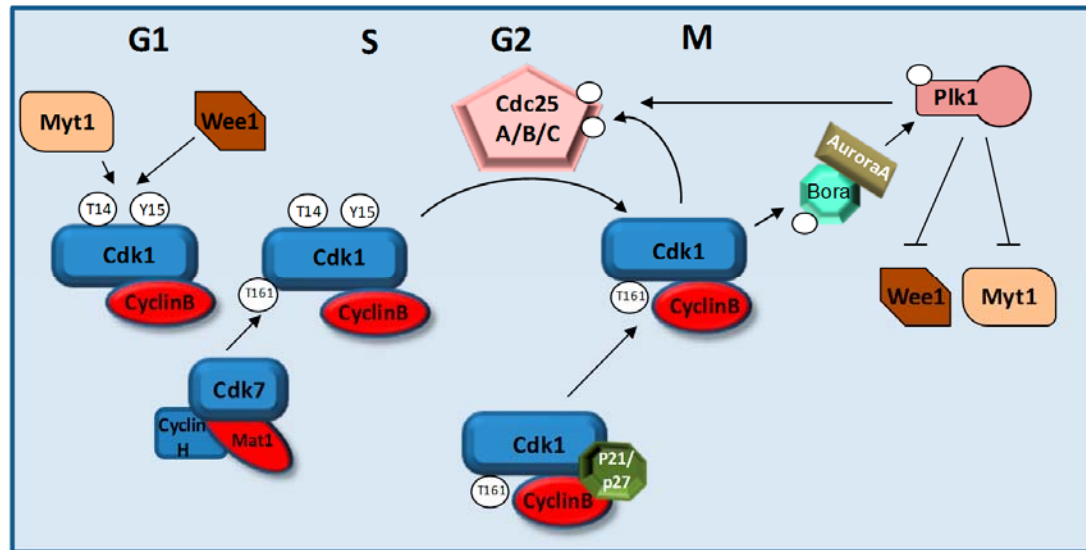 G1
S
G2
M
Myt1
Wee1
Cdc25
A/B/C
Plk1
AuroraA
Bora
T14
Y15
Cdk1
CyclinB
T14
Y15
Cdk1
T161
CyclinB
Cdk1
T161
CyclinB
Wee1
Myt1
Cdk7
Cyclin
H
Mat1
Cdk1
P21/
p27
T161
CyclinB